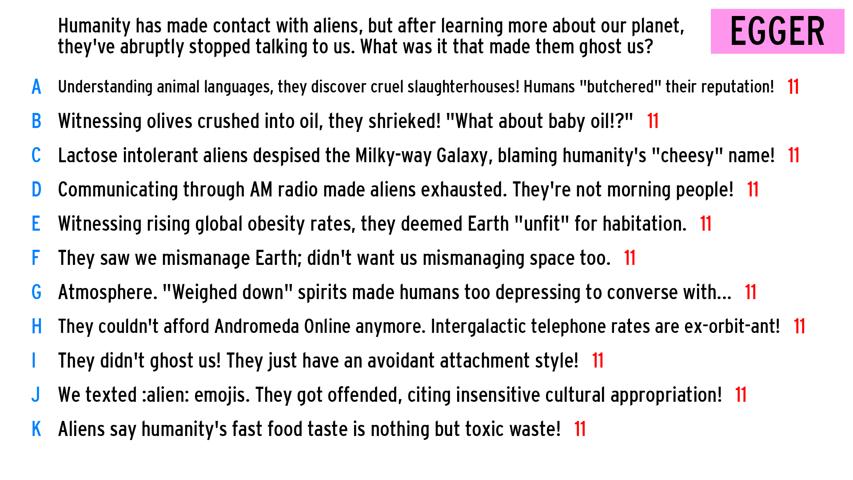 Humanity has made contact with aliens, but after learning more about our planet,
they've abruptly stopped talking to us. What was it that made them ghost us?
EGGER
A Understanding animal languages, they discover cruel slaughterhouses! Humans "butchered" their reputation! 11
B Witnessing olives crushed into oil, they shrieked! "What about baby oil!?" 11
C Lactose intolerant aliens despised the Milky-way Galaxy, blaming humanity's "cheesy" name! 11
D Communicating through AM radio made aliens exhausted. They're not morning people! 11
E Witnessing rising global obesity rates, they deemed Earth "unfit" for habitation. 11
F They saw we mismanage Earth; didn't want us mismanaging space too. 11
G Atmosphere. "Weighed down" spirits made humans too depressing to converse with... 11
H They couldn't afford Andromeda Online anymore. Intergalactic telephone rates are ex-orbit-ant! 11
I They didn't ghost us! They just have an avoidant attachment style! 11
J We texted :alien: emojis. They got offended, citing insensitive cultural appropriation! 11
K Aliens say humanity's fast food taste is nothing but toxic waste! 11